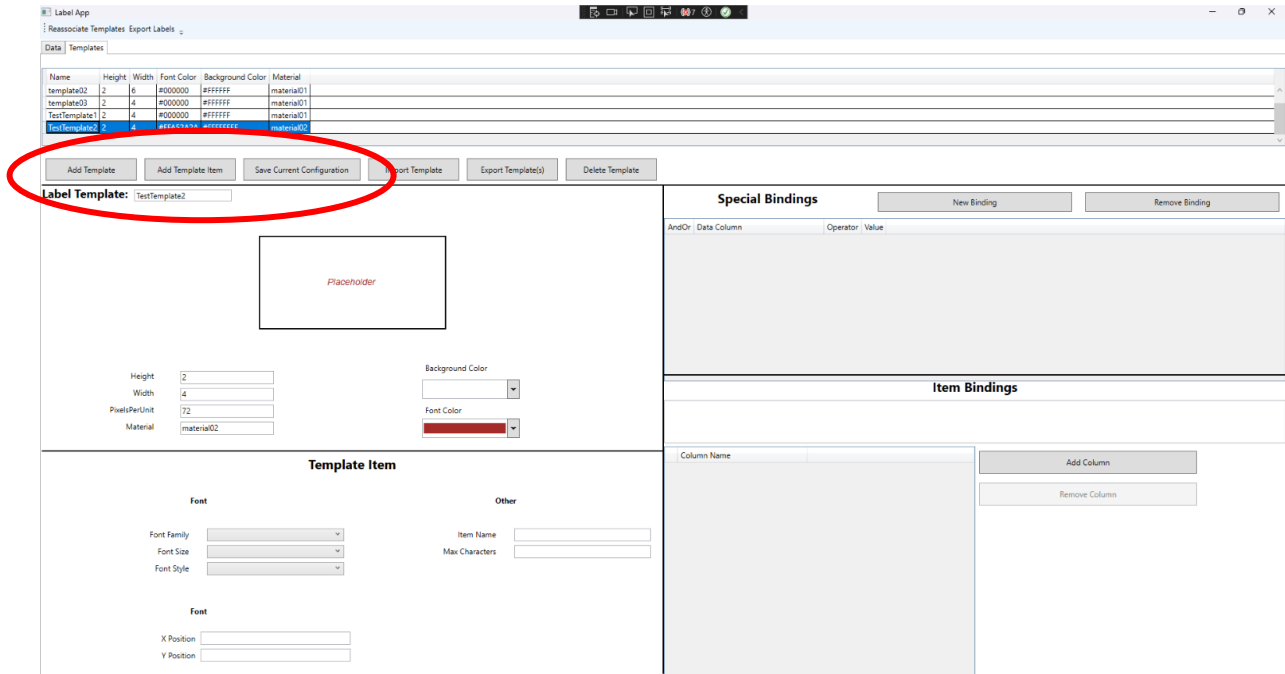 Label App
Reassociate Templates Export Labels
Data Templates
Name Height Width Font Color Background Color Material
template02 2 6 #000000 #FFFFFF material01
template03 2 4 #000000 #FFFFFF material01
TestTemplate1 2 4 #000000 #FFFFFF material01
TestTemplate2 2 4 #FFA52A2A #FFFFFFFF material02
Add Template Add Template Item Save Current Configuration Template Export Template(s) Delete Template
Label Template: TestTemplate2
Placeholder
Height 2
Width 4
PixelsPerUnit 72
Material material02
Background Color
Font Color
Template Item
Font Other
Font Family
Font Size
Font Style
Item Name
Max Characters
Font
X Position
Y Position
Special Bindings New Binding Remove Binding
AndOr Data Column Operator Value
Item Bindings
Column Name
Add Column
Remove Column